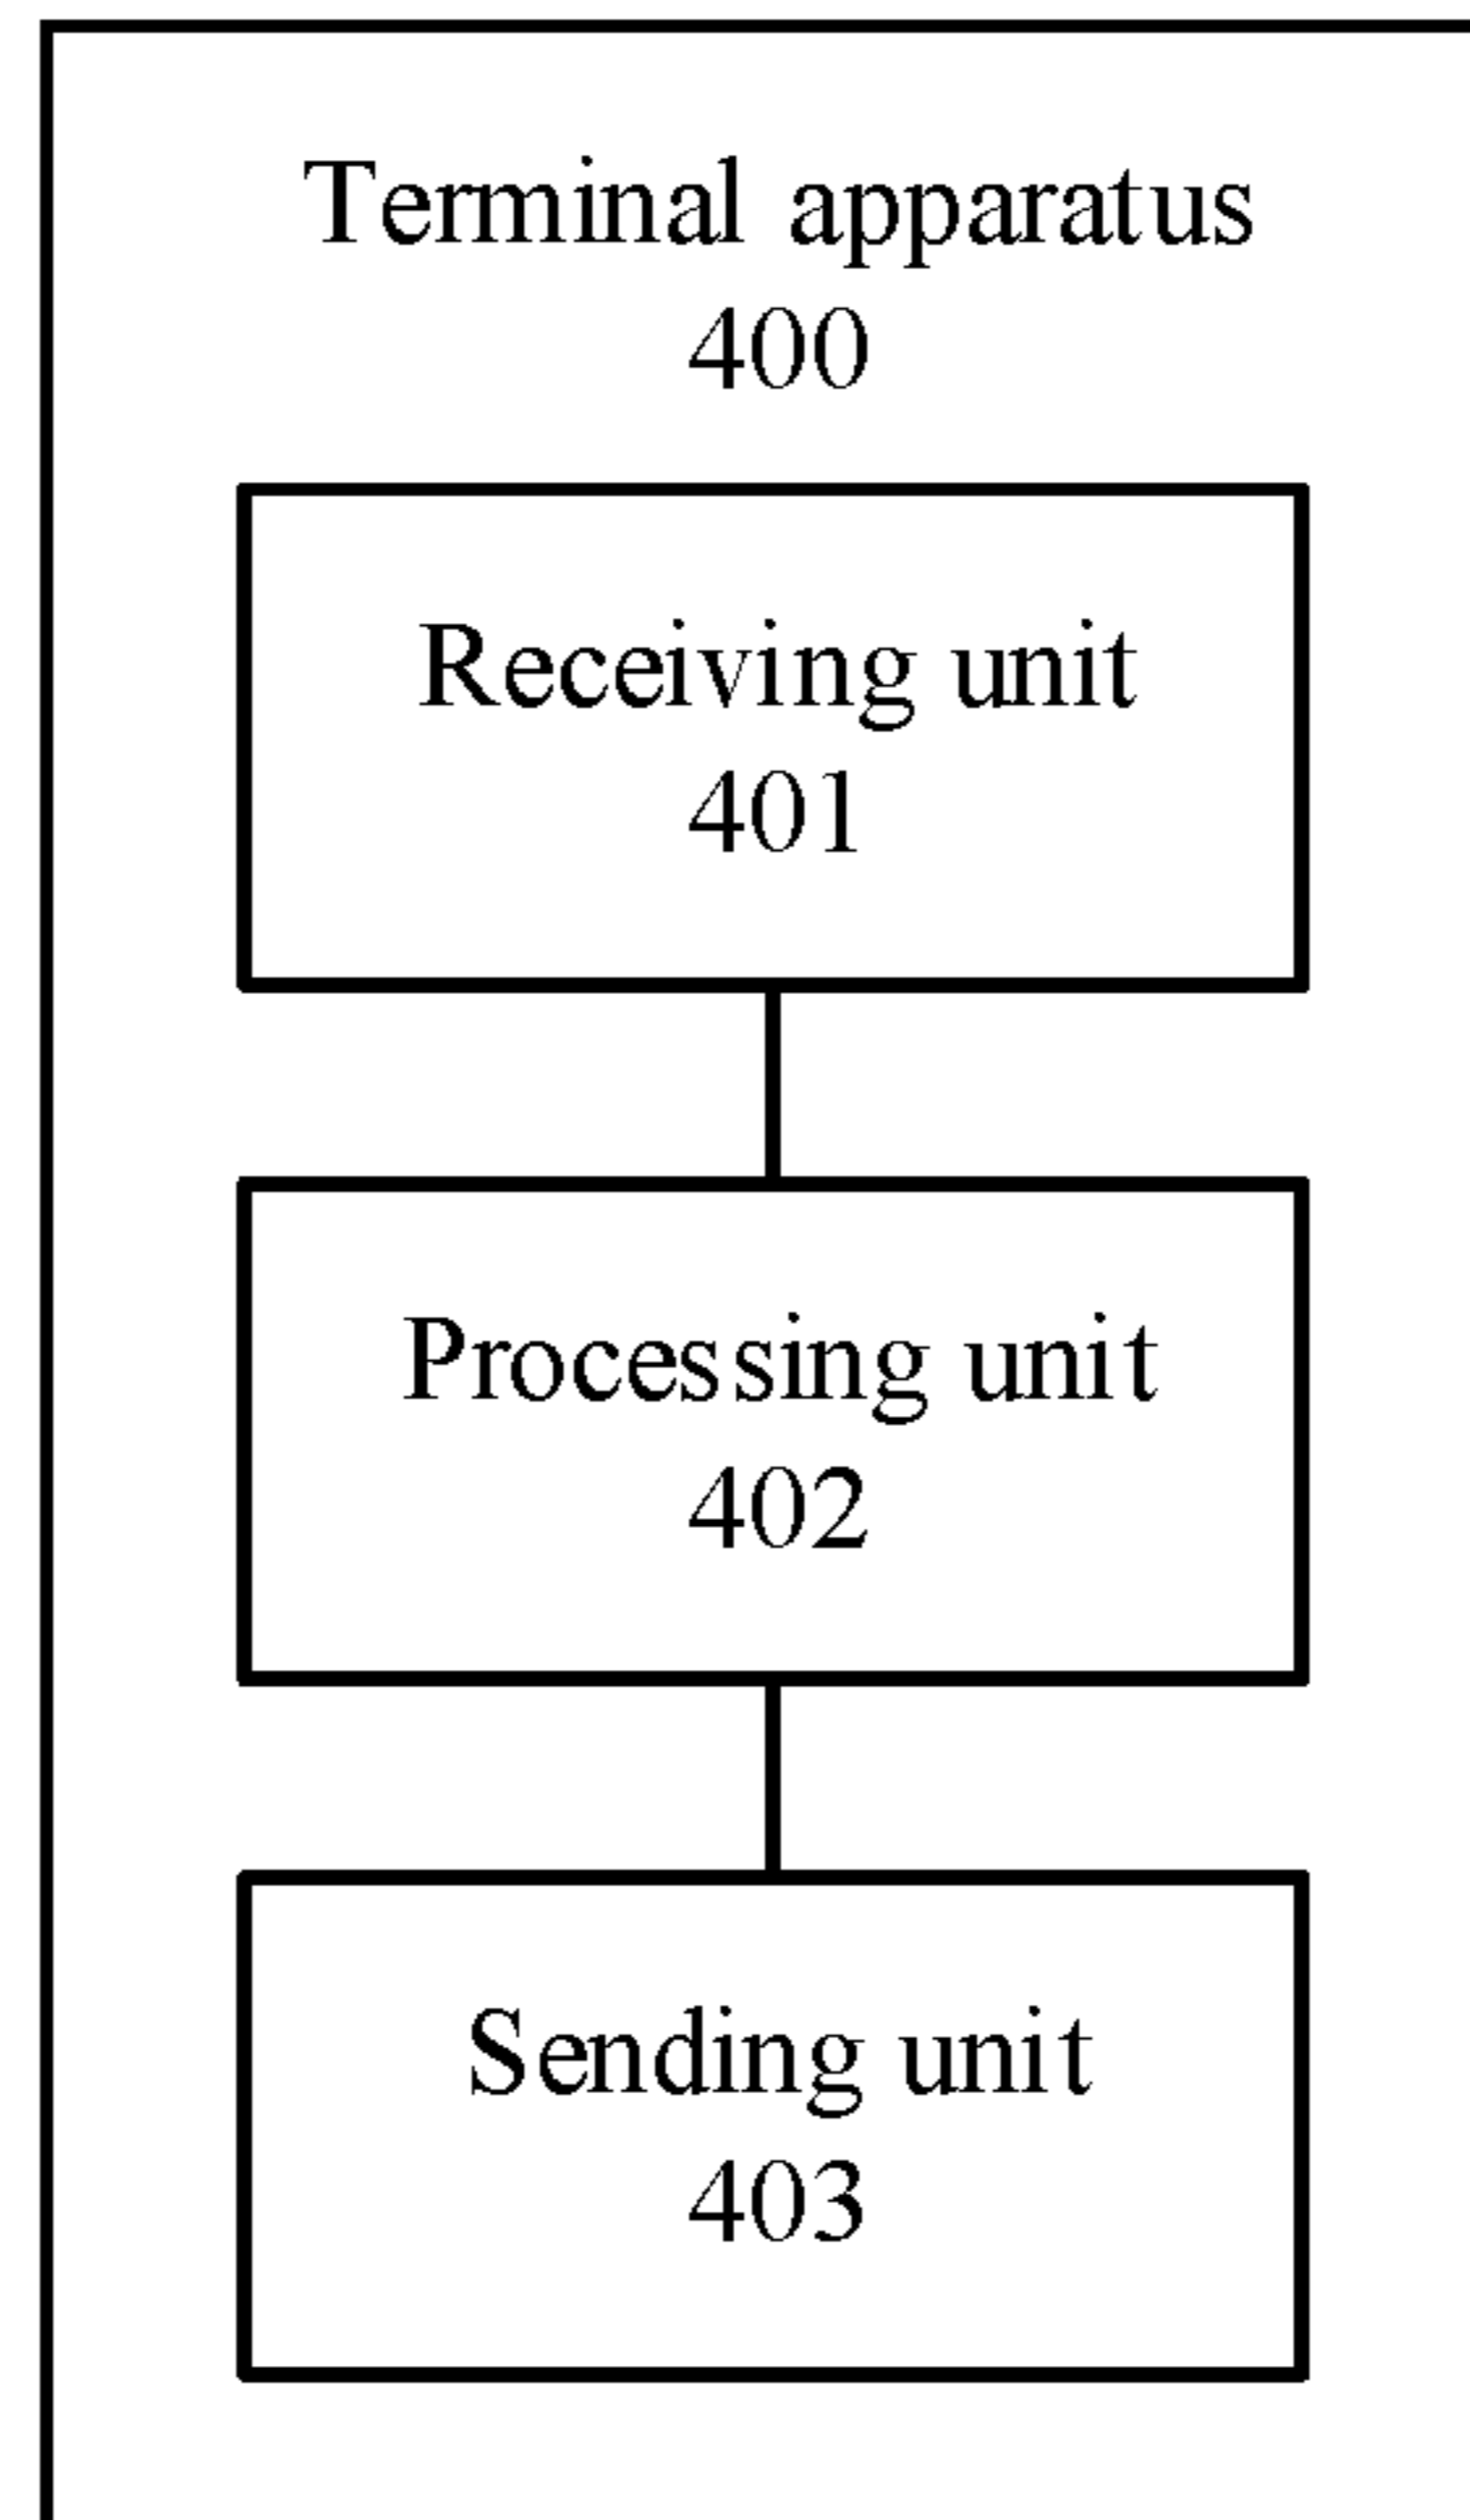 Terminal apparatus
400
Receiving unit
401
Processing unit
402
Sending unit
403